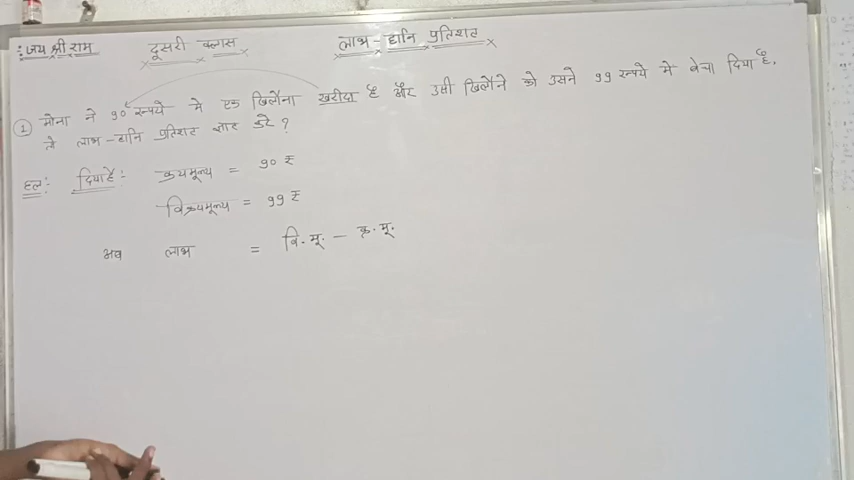 :जय श्री राम दूसरी क्लास लाभ-हानि प्रतिशत
① मोना ने 90 रूपये मे एक खिलौना खरीदा है और उसी खिलौने को उसने 99 रूपये मे बेचा दिया है,
तो लाभ-हानि प्रतिशत ज्ञात करे ?
हल:- दिया है:- क्रयमूल्य = 90 ₹
विक्रयमूल्य = 99 ₹
अब लाभ = वि. मू. - क्र. मू.